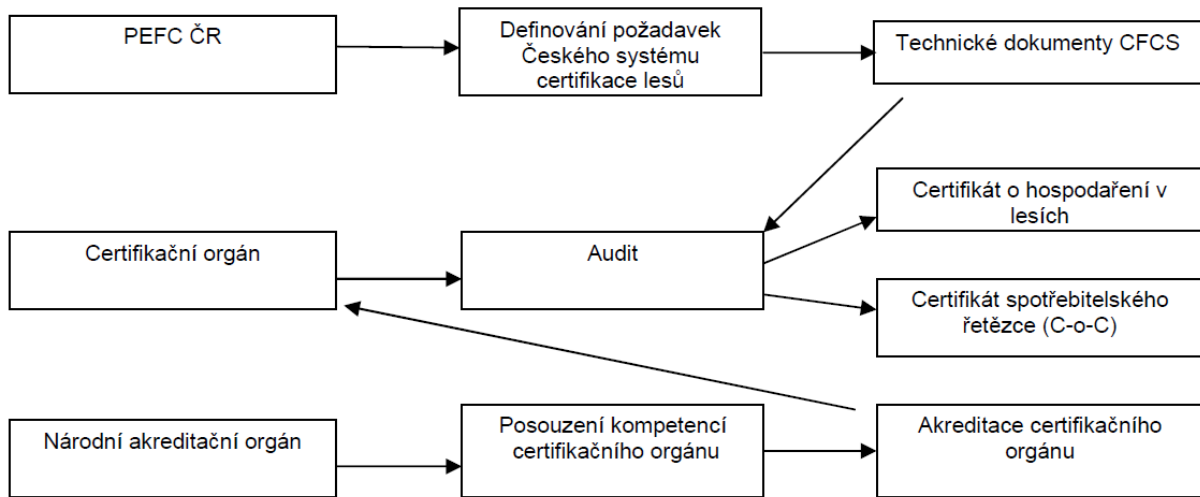 PEFC ČR
Definování požadavek
Českého systému
certifikace lesů
Technické dokumenty CFCS
Certifikát o hospodaření v
lesích
Certifikační orgán
Audit
Certifikát spotřebitelského
řetězce (C-o-C)
Národní akreditační orgán
Posouzení kompetencí
certifikačního orgánu
Akreditace certifikačního
orgánu